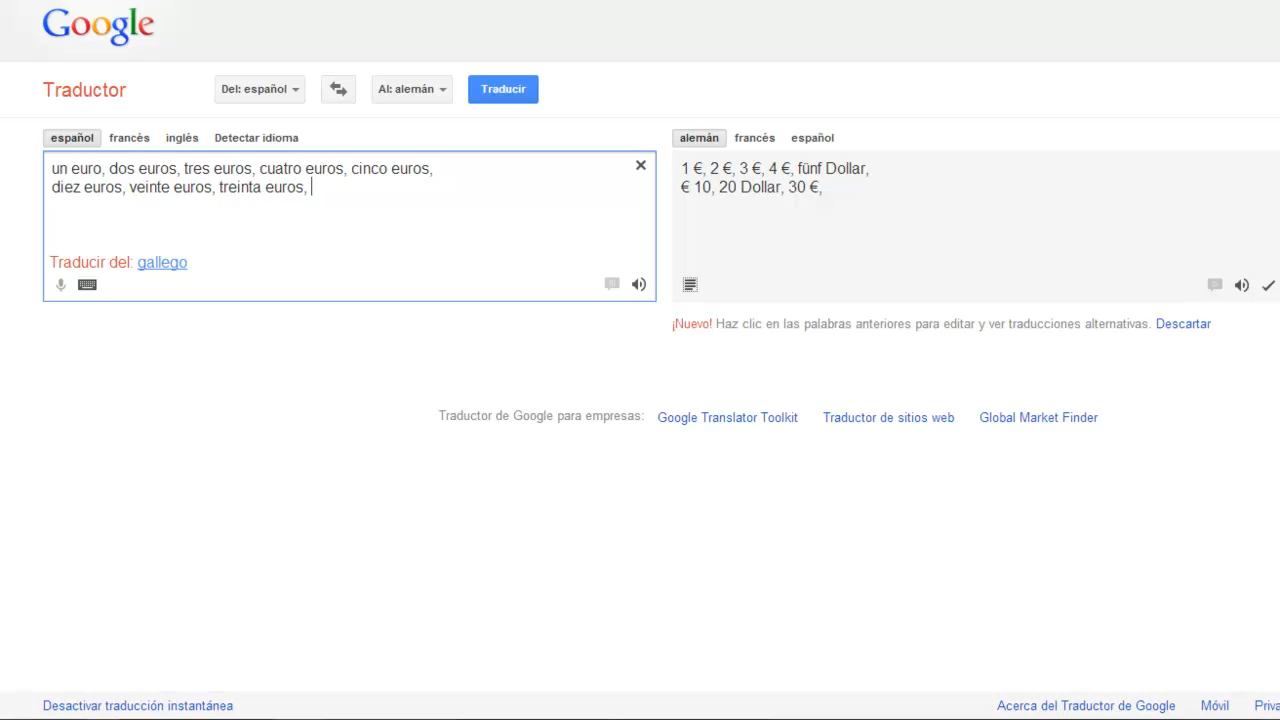 Google
Traductor
Del: español
Al: alemán
Traducir
español francés inglés Detectar idioma
alemán francés español
un euro, dos euros, tres euros, cuatro euros, cinco euros,
diez euros, veinte euros, treinta euros,
1 €, 2 €, 3 €, 4 €, fünf Dollar,
€ 10, 20 Dollar, 30 €,
Traducir del: gallego
¡Nuevo! Haz clic en las palabras anteriores para editar y ver traducciones alternativas. Descartar
Traductor de Google para empresas: Google Translator Toolkit Traductor de sitios web Global Market Finder
Desactivar traducción instantánea
Acerca del Traductor de Google Móvil Priva